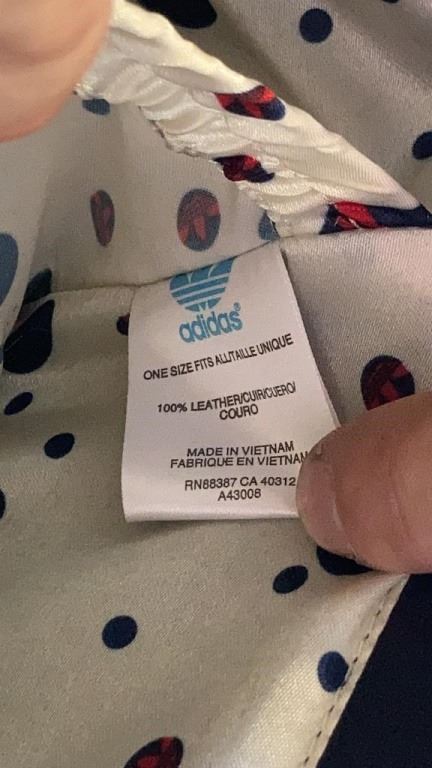 adidas®
ONE SIZE FITS ALL/TAILLE UNIQUE
100% LEATHER/CUIR/CUERO/
COURO
MADE IN VIETNAM
FABRIQUE EN VIETNAM
RN88387 CA 40312
A43008